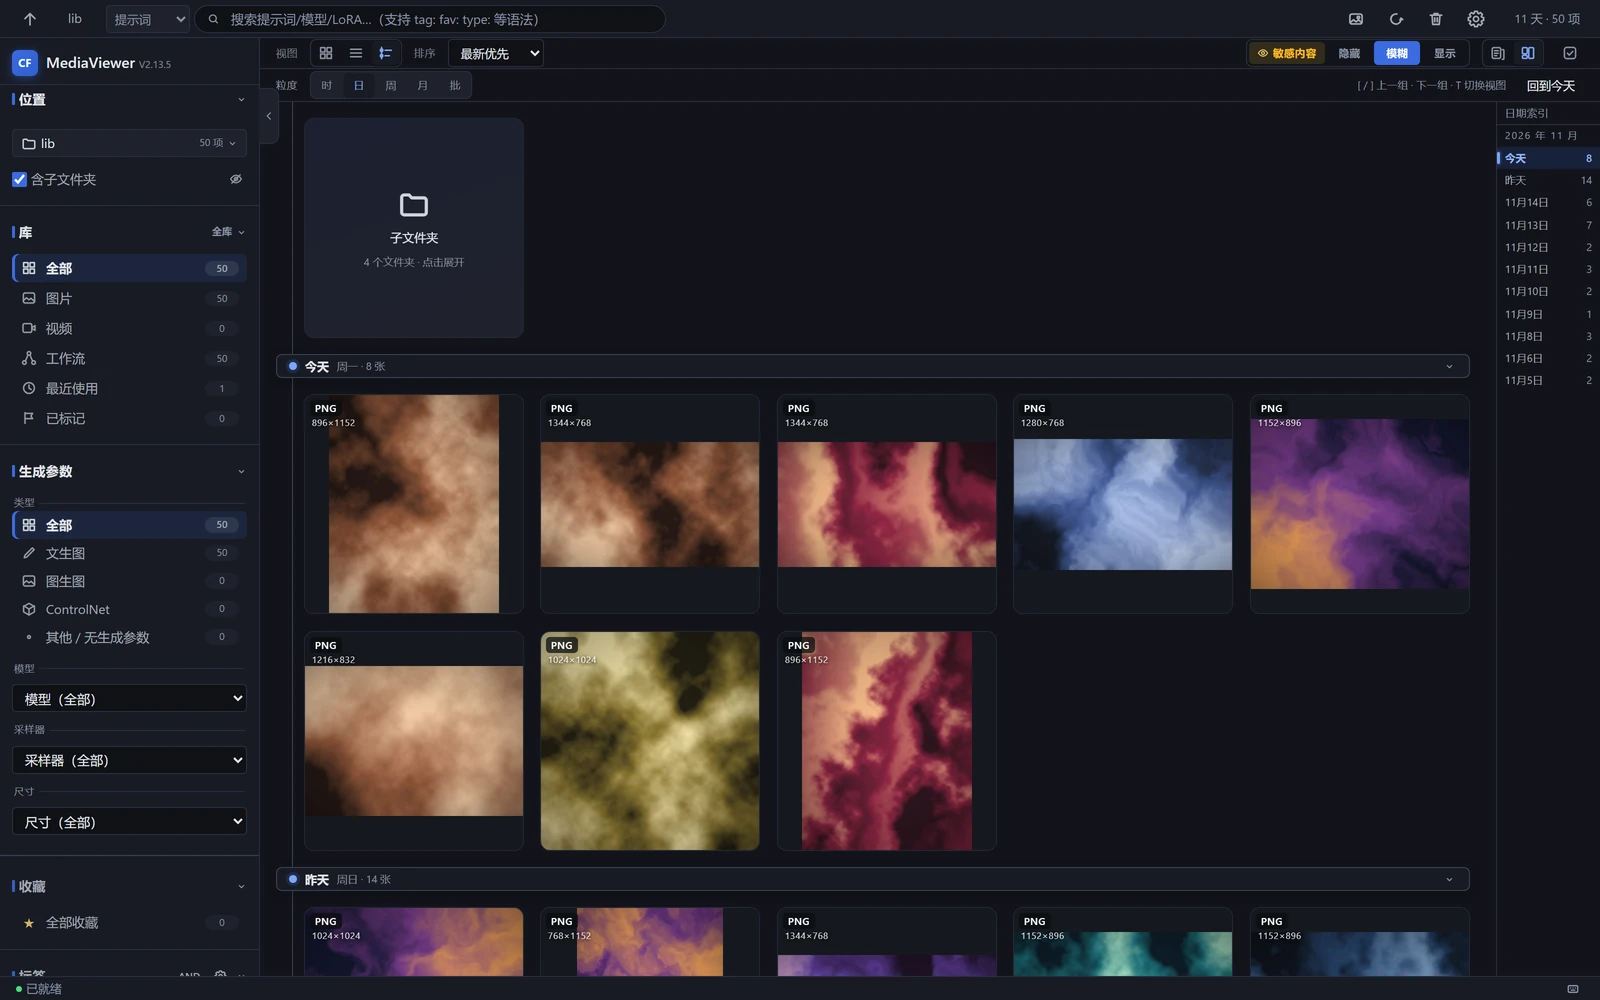 lib
提示词
搜索提示词/模型/LoRA... (支持 tag: fav: type: 等语法)
11 天 · 50 项
CF MediaViewer V2.13.5
位置
lib 50 项
含子文件夹
库 全库
全部 50
图片 50
视频 0
工作流 50
最近使用 1
已标记 0
生成参数
类型
全部 50
文生图 50
图生图 0
ControlNet 0
其他 / 无生成参数 0
模型
模型 (全部)
采样器
采样器 (全部)
尺寸
尺寸 (全部)
收藏
全部收藏 0
已就绪
视图 排序 最新优先 敏感内容 隐藏 模糊 显示
粒度 时 日 周 月 批 [ / ] 上一组 · 下一组 · T 切换视图 回到今天
子文件夹
4 个文件夹 · 点击展开
今天 周一 · 8 张
PNG
896×1152
PNG
1344×768
PNG
1344×768
PNG
1280×768
PNG
1152×896
PNG
1216×832
PNG
1024×1024
PNG
896×1152
昨天 周日 · 14 张
PNG
1024×1024
PNG
768×1152
PNG
1344×768
PNG
1152×896
PNG
1152×896
日期索引
2026 年 11 月
今天 8
昨天 14
11月14日 6
11月13日 7
11月12日 2
11月11日 3
11月10日 2
11月9日 1
11月8日 3
11月6日 2
11月5日 2